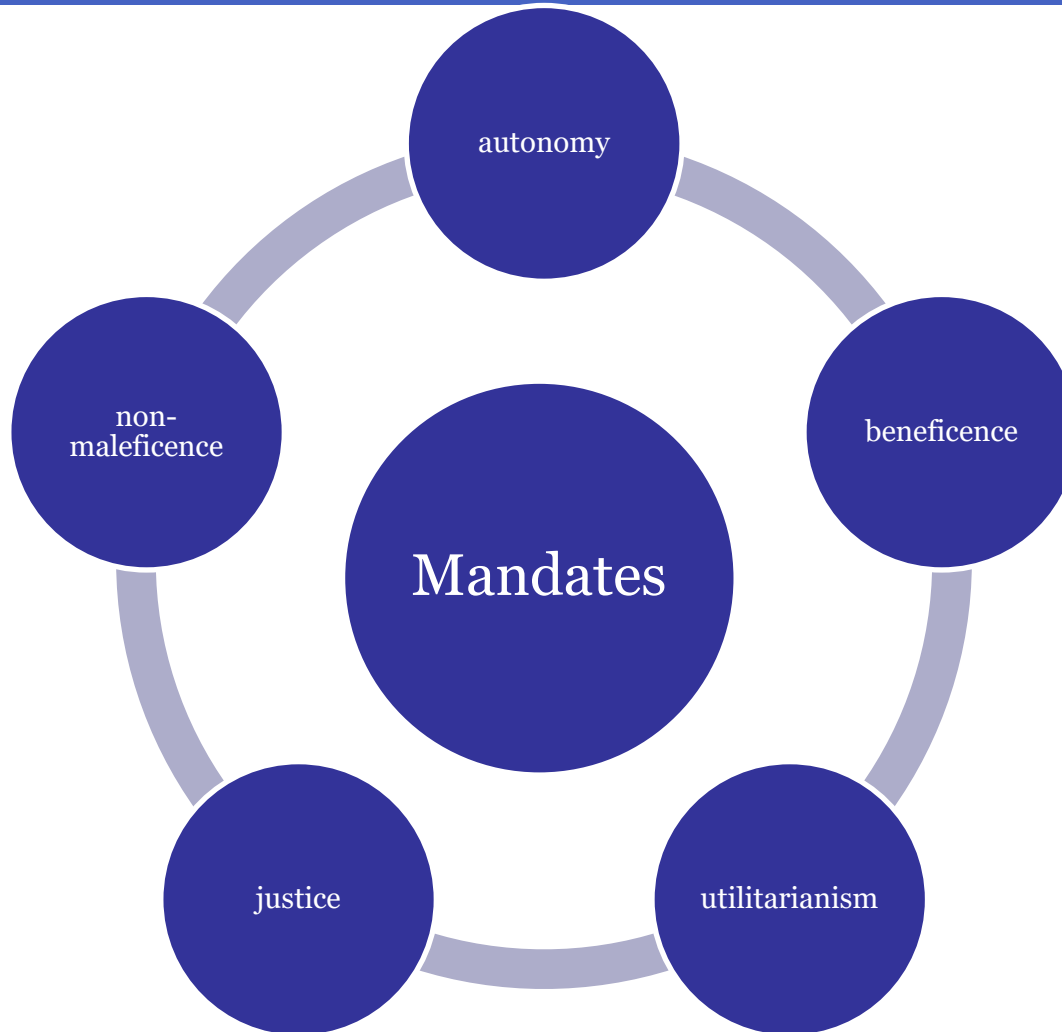 autonomy
non-
maleficence
beneficence
Mandates
justice
utilitarianism